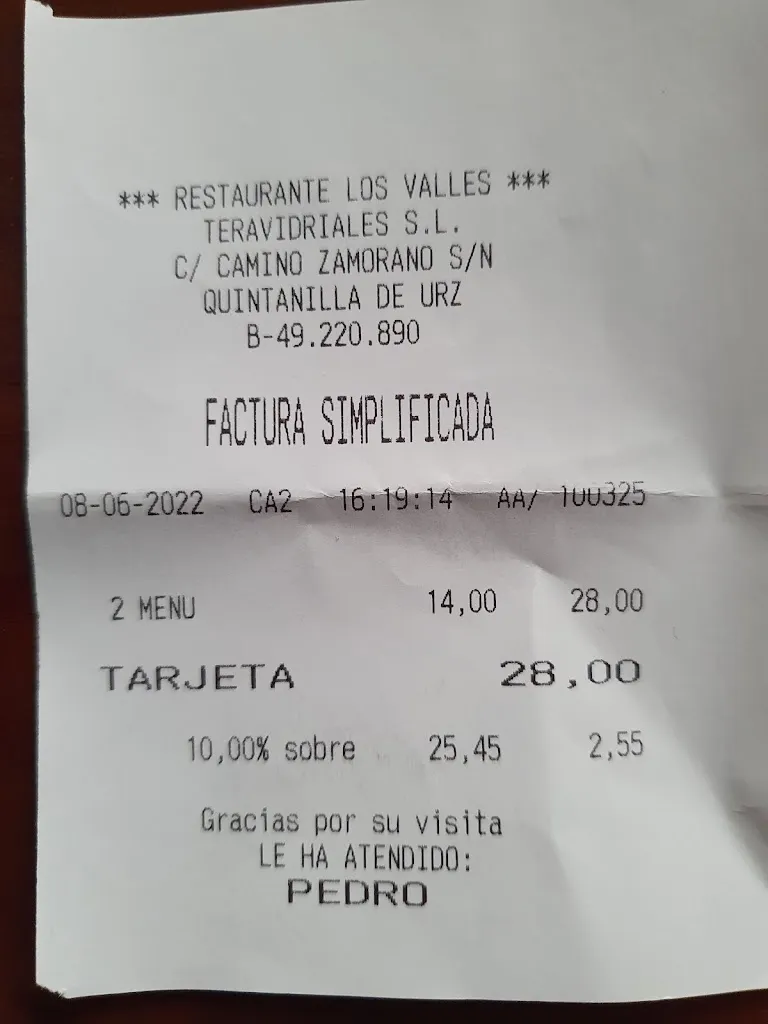 *** RESTAURANTE LOS VALLES ***
TERAVIDRIALES S.L.
C/ CAMINO ZAMORANO S/N
QUINTANILLA DE URZ
B-49.220.890
FACTURA SIMPLIFICADA
08-06-2022 CA2 16:19:14 AA/ 100325
2 MENU 14,00 28,00
TARJETA 28,00
10,00% sobre 25,45 2,55
Gracias por su visita
LE HA ATENDIDO:
PEDRO